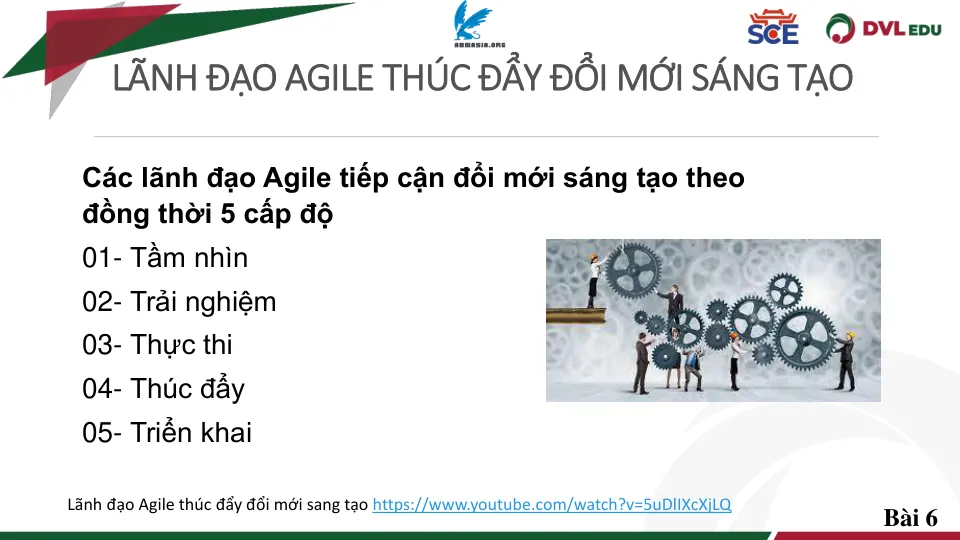 ARMASIA.ORG
SCE
DVL EDU
LÃNH ĐẠO AGILE THÚC ĐẨY ĐỔI MỚI SÁNG TẠO
Các lãnh đạo Agile tiếp cận đổi mới sáng tạo theo
đồng thời 5 cấp độ
01- Tầm nhìn
02- Trải nghiệm
03- Thực thi
04- Thúc đẩy
05- Triển khai
Lãnh đạo Agile thúc đẩy đổi mới sang tạo https://www.youtube.com/watch?v=5uDlIXcXjLQ
Bài 6